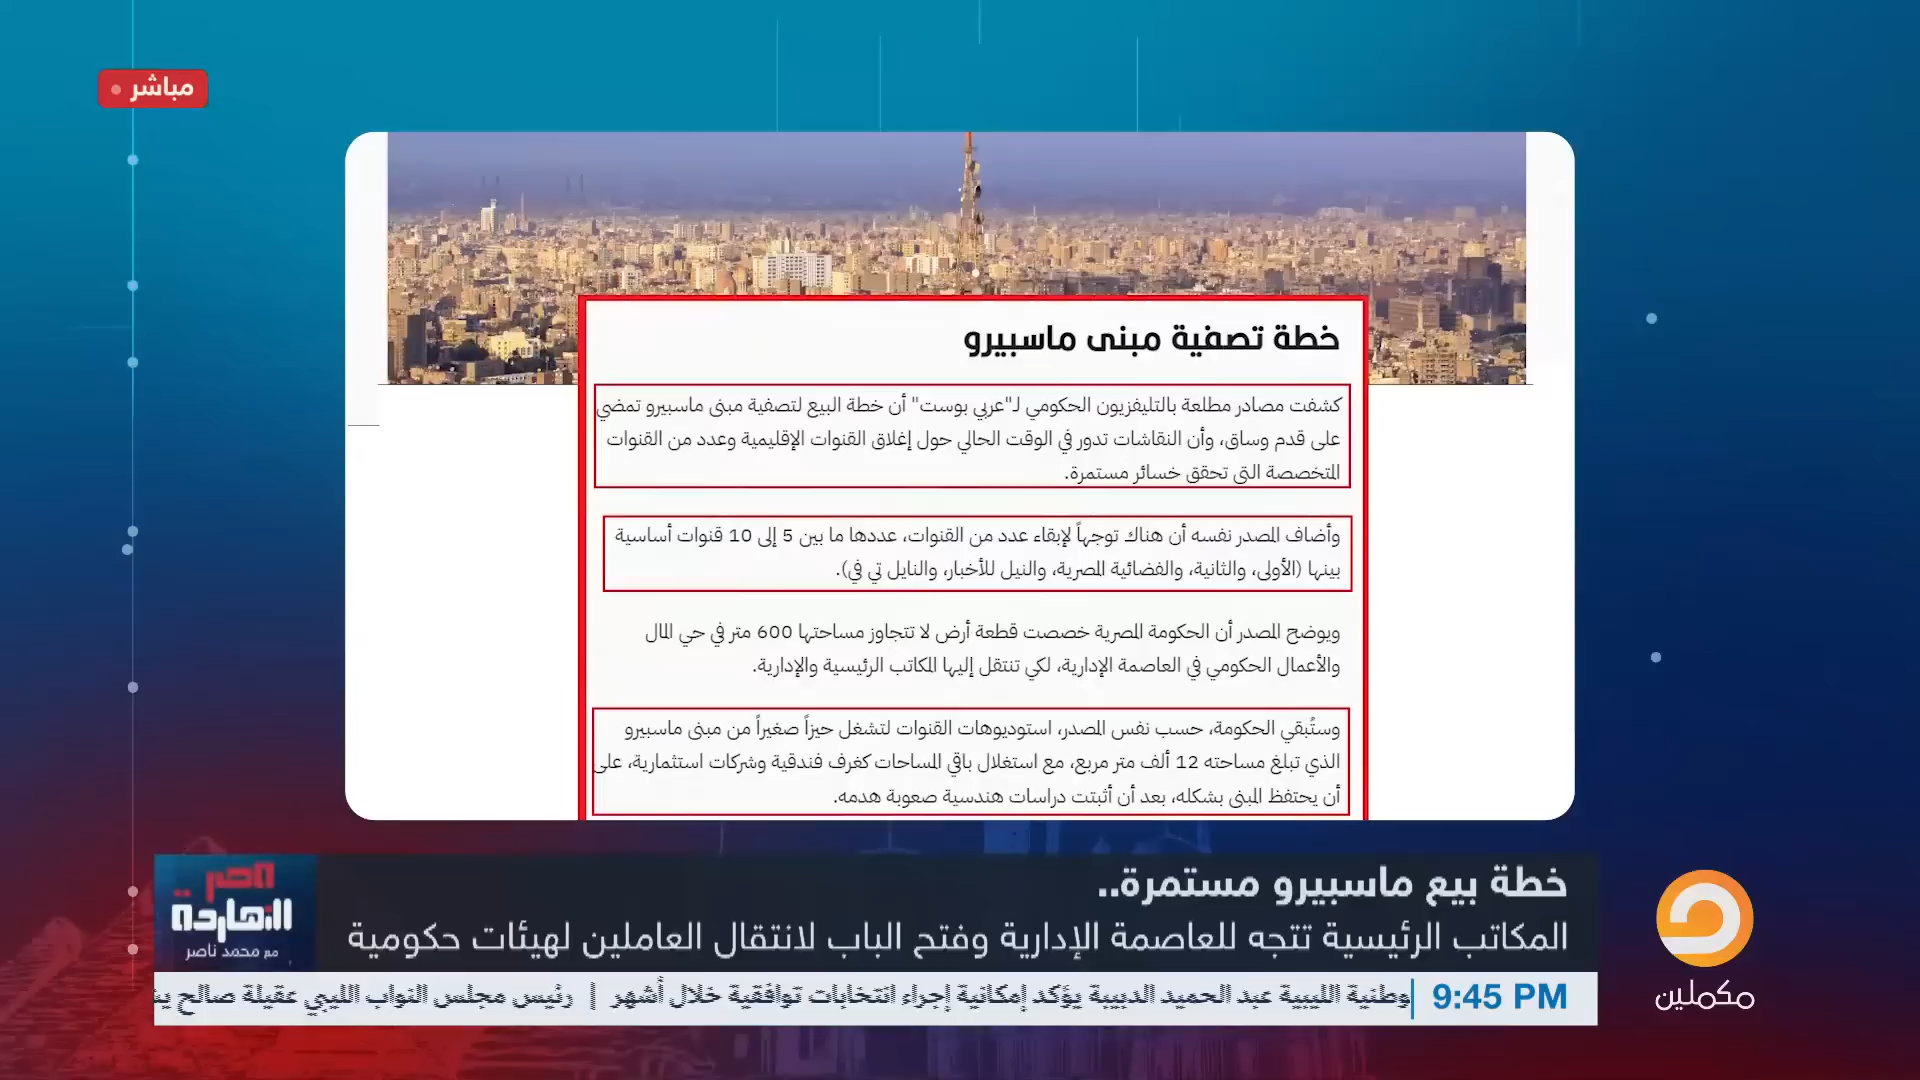 مباشر
خطة تصفية مبنى ماسبيرو
كشفت مصادر مطلعة بالتليفزيون الحكومي لـ"عربي بوست" أن خطة البيع لتصفية مبنى ماسبيرو تمضي
على قدم وساق، وأن النقاشات تدور في الوقت الحالي حول إغلاق القنوات الإقليمية وعدد من القنوات
المتخصصة التي تحقق خسائر مستمرة.
وأضاف المصدر نفسه أن هناك توجهاً لإبقاء عدد من القنوات، عددها ما بين 5 إلى 10 قنوات أساسية
بينها (الأولى، والثانية، والفضائية المصرية، والنيل للأخبار، والنايل تي في).
ويوضح المصدر أن الحكومة المصرية خصصت قطعة أرض لا تتجاوز مساحتها 600 متر في حي المال
والأعمال الحكومي في العاصمة الإدارية، لكي تنتقل إليها المكاتب الرئيسية والإدارية.
وستُبقي الحكومة، حسب نفس المصدر، استوديوهات القنوات لتشغل حيزاً صغيراً من مبنى ماسبيرو
الذي تبلغ مساحته 12 ألف متر مربع، مع استغلال باقي المساحات كغرف فندقية وشركات استثمارية، على
أن يحتفظ المبنى بشكله، بعد أن أثبتت دراسات هندسية صعوبة هدمه.
خطة بيع ماسبيرو مستمرة..
المكاتب الرئيسية تتجه للعاصمة الإدارية وفتح الباب لانتقال العاملين لهيئات حكومية
مصر
النهاردة
مع محمد ناصر
9:45 PM
وطنية الليبية عبد الحميد الدبيبة يؤكد إمكانية إجراء انتخابات توافقية خلال أشهر | رئيس مجلس النواب الليبي عقيلة صالح
مكملين